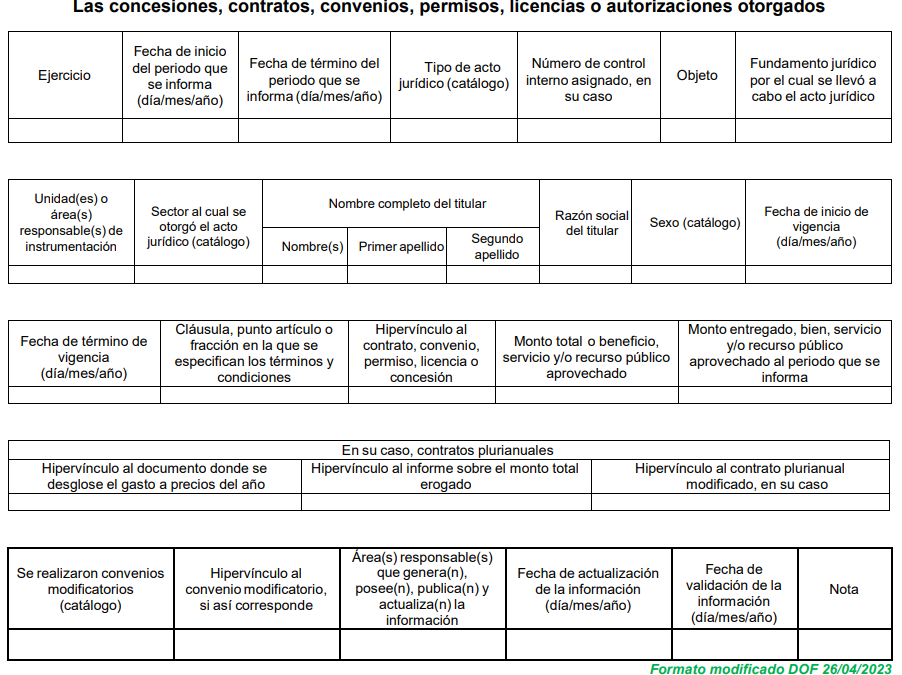 Las concesiones, contratos, convenios, permisos, licencias o autorizaciones otorgados
Ejercicio
Fecha de inicio
del periodo que
se informa
(día/mes/año)
Fecha de término del
periodo que se
informa (día/mes/año)
Tipo de acto
jurídico (catálogo)
Número de control
interno asignado, en
su caso
Objeto
Fundamento jurídico
por el cual se llevó a
cabo el acto jurídico
Unidad(es) o
área(s)
responsable(s) de
instrumentación
Sector al cual se
otorgó el acto
jurídico (catálogo)
Nombre completo del titular
Nombre(s)
Primer apellido
Segundo
apellido
Razón social
del titular
Sexo (catálogo)
Fecha de inicio de
vigencia
(día/mes/año)
Fecha de término de
vigencia
(día/mes/año)
Cláusula, punto artículo o
fracción en la que se
especifican los términos y
condiciones
Hipervínculo al
contrato, convenio,
permiso, licencia o
concesión
Monto total o beneficio,
servicio y/o recurso público
aprovechado
Monto entregado, bien, servicio
y/o recurso público
aprovechado al periodo que se
informa
En su caso, contratos plurianuales
Hipervínculo al documento donde se
desglose el gasto a precios del año
Hipervínculo al informe sobre el monto total
erogado
Hipervínculo al contrato plurianual
modificado, en su caso
Se realizaron convenios
modificatorios
(catálogo)
Hipervínculo al
convenio modificatorio,
si así corresponde
Área(s) responsable(s)
que genera(n),
posee(n), publica(n) y
actualiza(n) la
información
Fecha de actualización
de la información
(día/mes/año)
Fecha de
validación de la
información
(día/mes/año)
Nota
Formato modificado DOF 26/04/2023